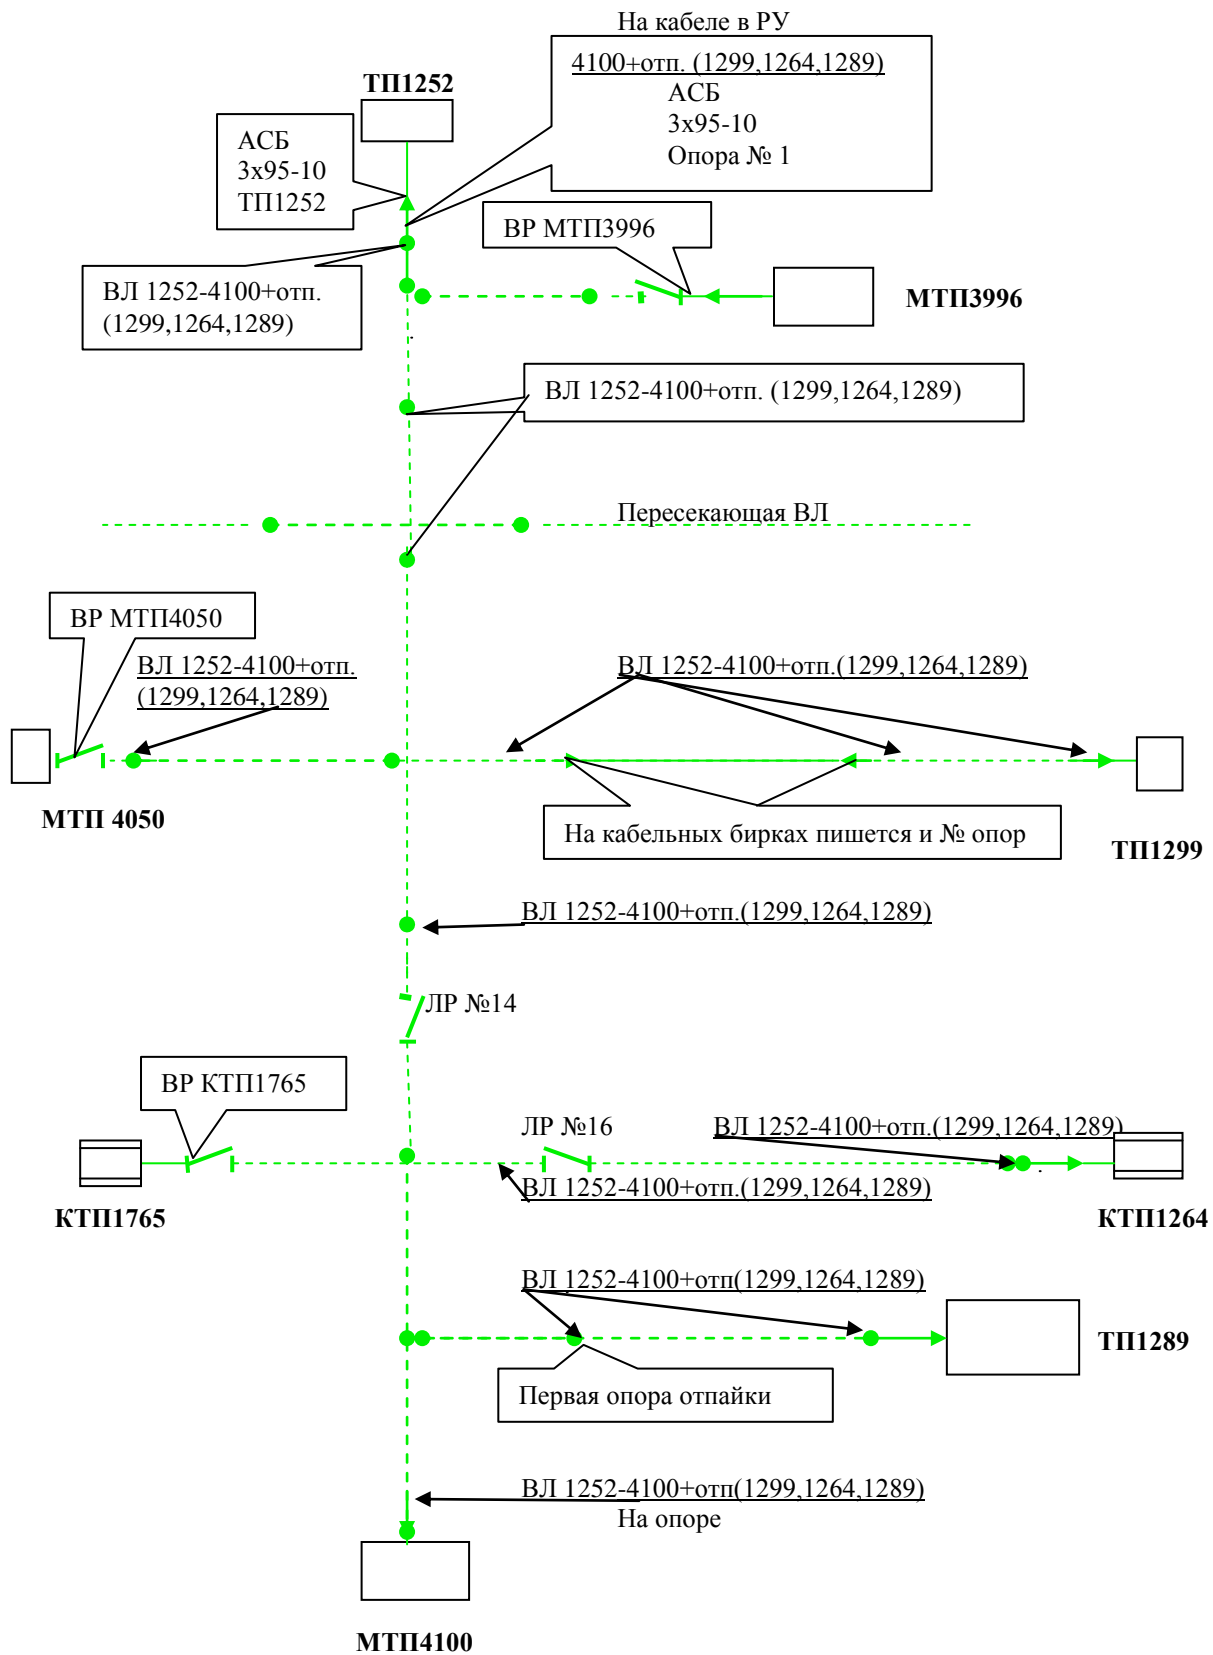 На кабеле в РУ
4100+отп. (1299,1264,1289)
АСБ
3х95-10
Опора № 1
ТП1252
АСБ
3х95-10
ТП1252
ВР МТП3996
МТП3996
ВЛ 1252-4100+отп.
(1299,1264,1289)
ВЛ 1252-4100+отп. (1299,1264,1289)
Пересекающая ВЛ
ВР МТП4050
ВЛ 1252-4100+отп.
(1299,1264,1289)
ВЛ 1252-4100+отп.(1299,1264,1289)
МТП 4050
На кабельных бирках пишется и № опор
ТП1299
ВЛ 1252-4100+отп.(1299,1264,1289)
ЛР №14
ВР КТП1765
ЛР №16
ВЛ 1252-4100+отп.(1299,1264,1289)
ВЛ 1252-4100+отп.(1299,1264,1289)
КТП1765
КТП1264
ВЛ 1252-4100+отп(1299,1264,1289)
ТП1289
Первая опора отпайки
ВЛ 1252-4100+отп(1299,1264,1289)
На опоре
МТП4100